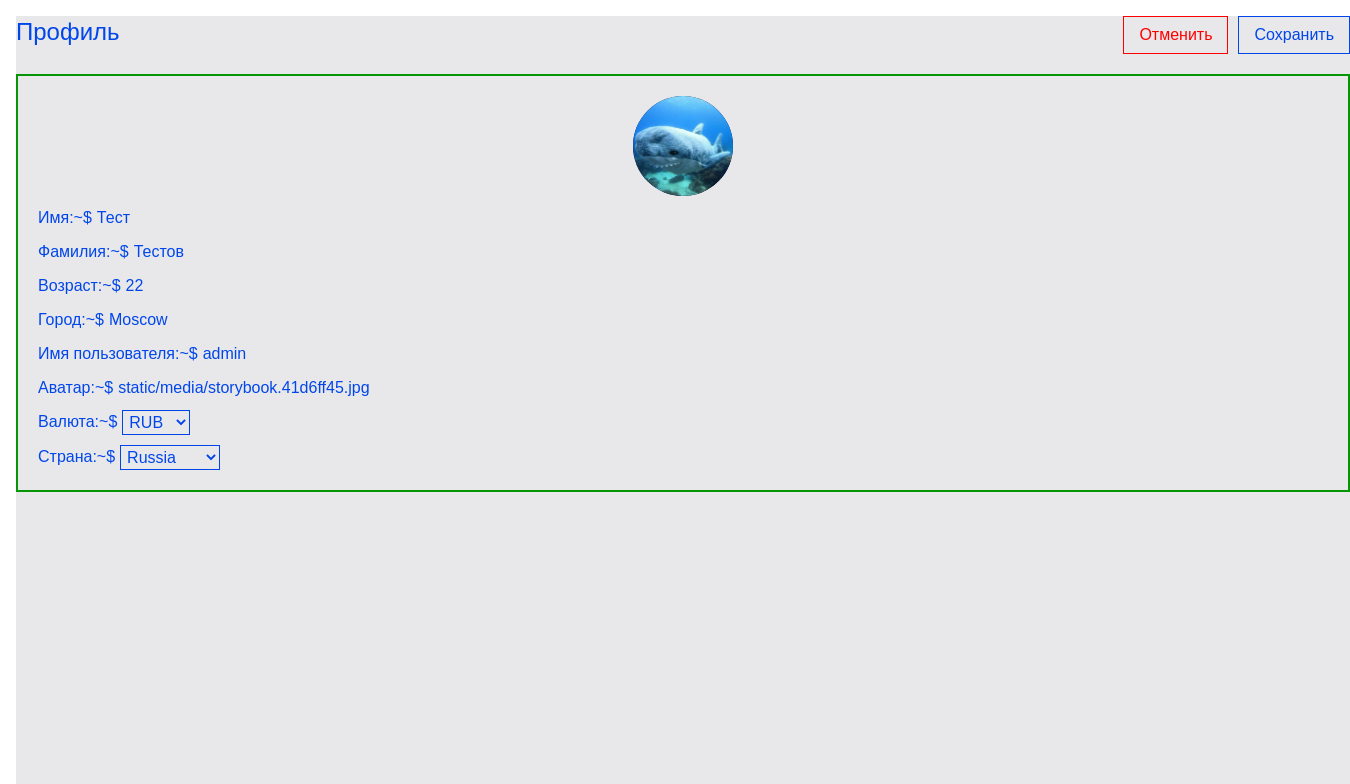 Профиль
Отменить Сохранить
Имя:~$ Тест
Фамилия:~$ Тестов
Возраст:~$ 22
Город:~$ Moscow
Имя пользователя:~$ admin
Аватар:~$ static/media/storybook.41d6ff45.jpg
Валюта:~$ RUB
Страна:~$ Russia